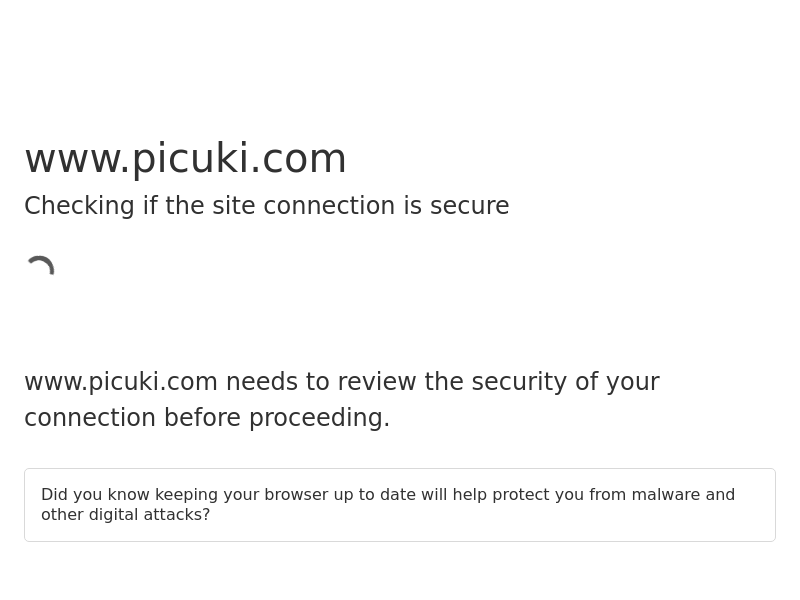 www.picuki.com
Checking if the site connection is secure
www.picuki.com needs to review the security of your
connection before proceeding.
Did you know keeping your browser up to date will help protect you from malware and
other digital attacks?